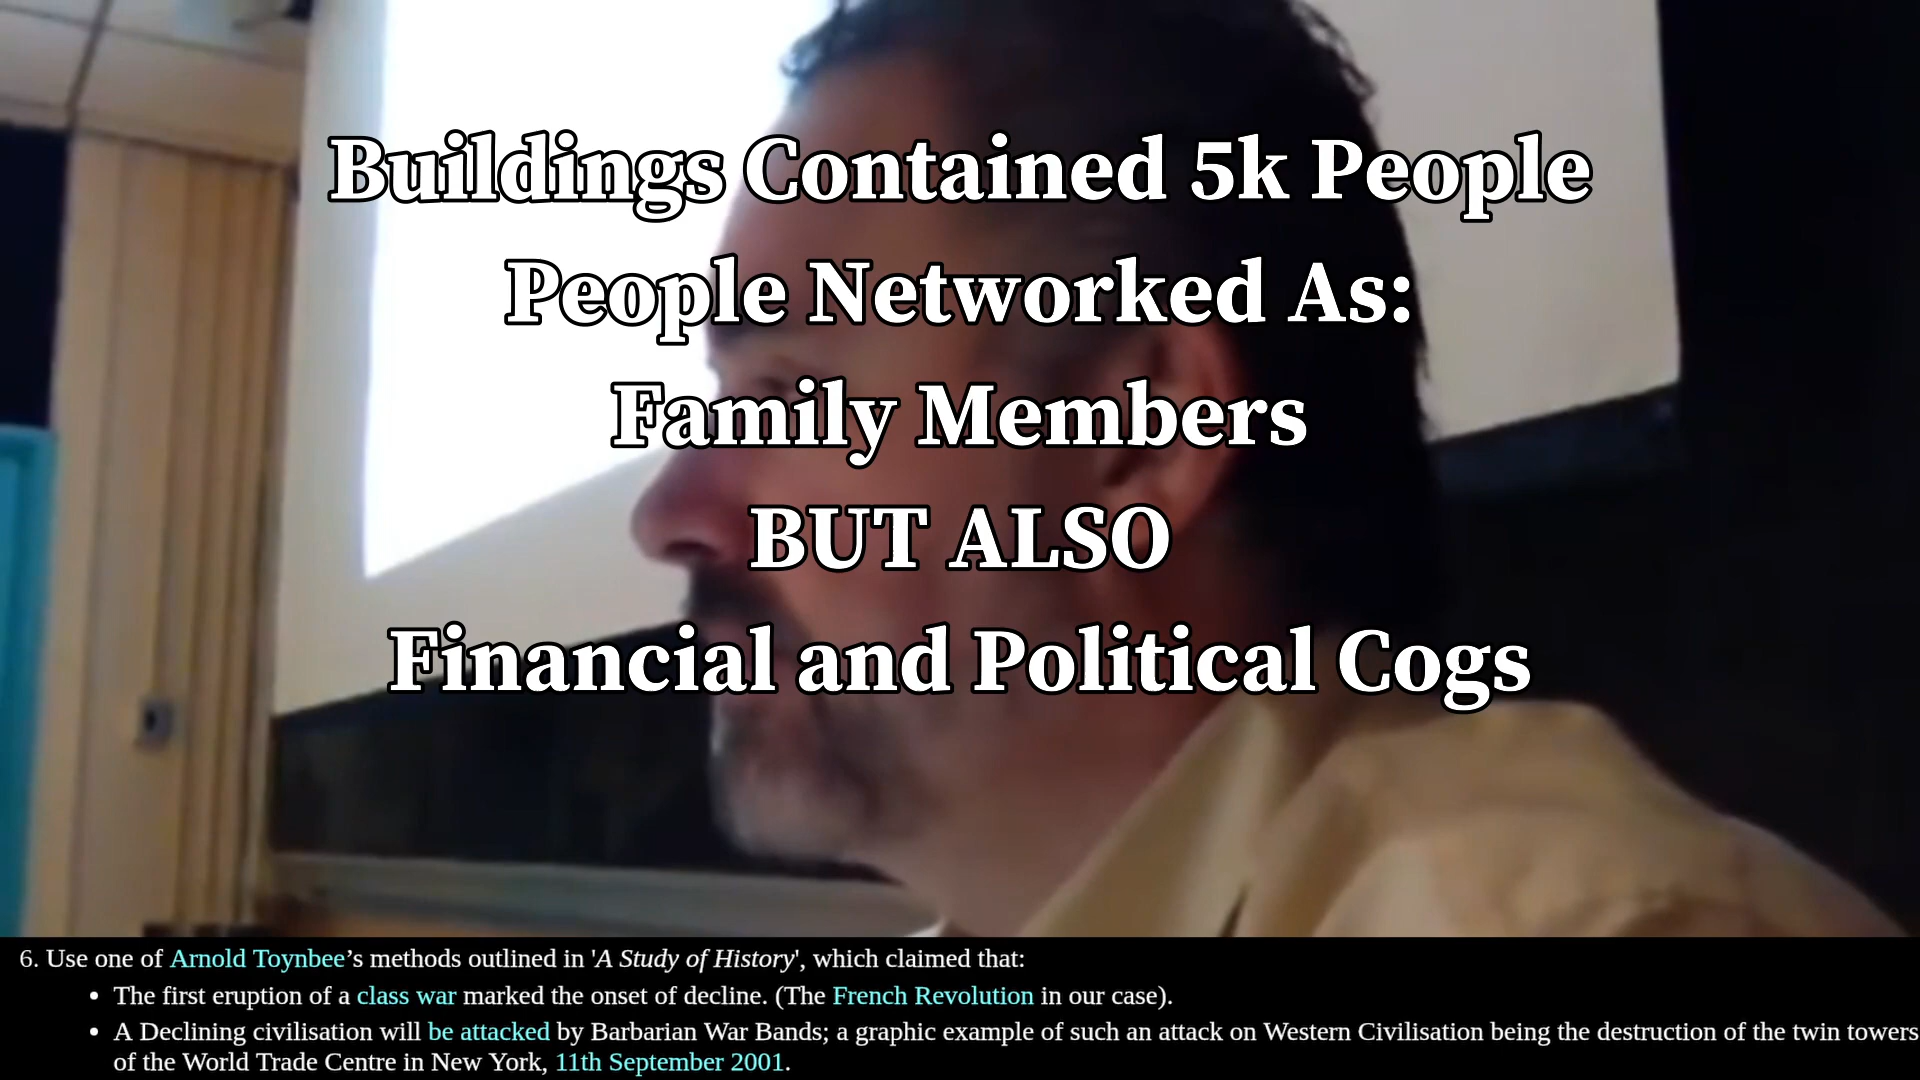 Buildings Contained 5k People
People Networked As:
Family Members
BUT ALSO
Financial and Political Cogs
6. Use one of Arnold Toynbee’s methods outlined in 'A Study of History', which claimed that:
• The first eruption of a class war marked the onset of decline. (The French Revolution in our case).
• A Declining civilisation will be attacked by Barbarian War Bands; a graphic example of such an attack on Western Civilisation being the destruction of the twin towers
of the World Trade Centre in New York, 11th September 2001.